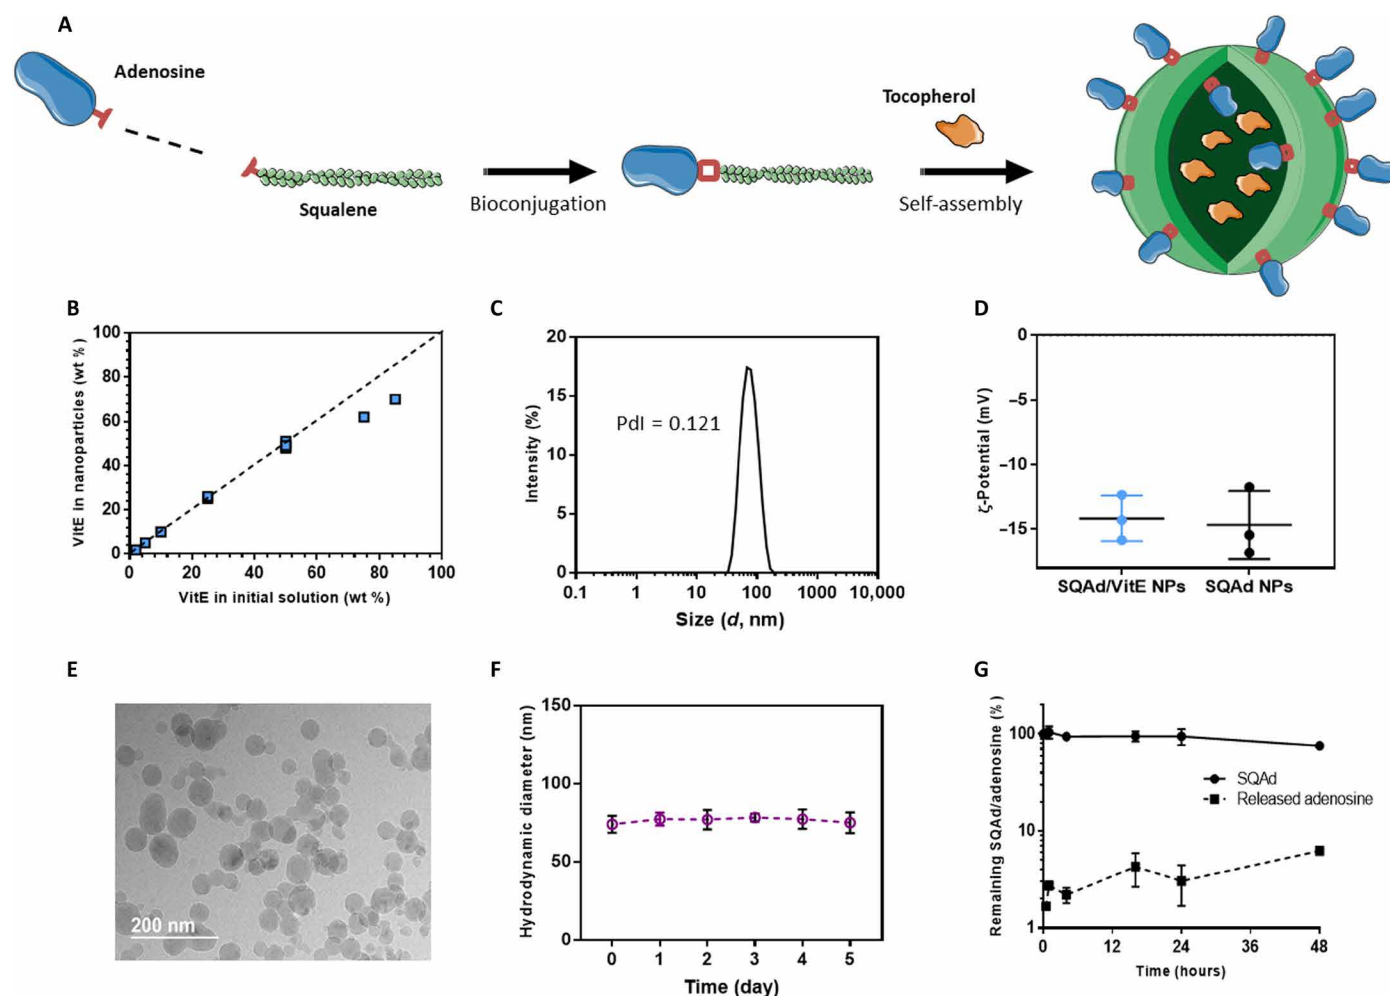 A
Adenosine
Squalene
Bioconjugation
Tocopherol
Self-assembly
B
VitE in nanoparticles (wt %)
100
80
60
40
20
0
0 20 40 60 80 100
VitE in initial solution (wt %)
C
Intensity (%)
20
15
10
5
0
PdI = 0.121
0.1 1 10 100 1000 10,000
Size (d, nm)
D
ζ-Potential (mV)
0
–5
–10
–15
SQAd/VitE NPs SQAd NPs
E
200 nm
F
Hydrodynamic diameter (nm)
150
100
50
0
0 1 2 3 4 5
Time (day)
G
Remaining SQAd/adenosine (%)
100
10
1
SQAd
Released adenosine
0 12 24 36 48
Time (hours)